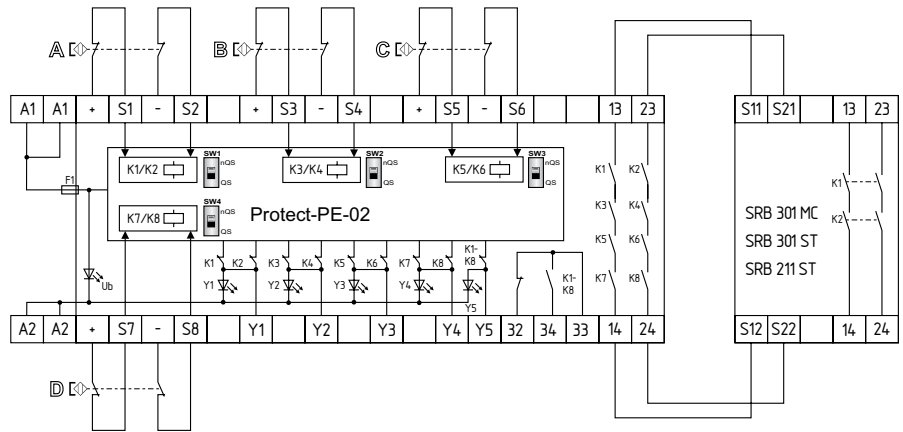 A B C
A1 A1 + S1 - S2 + S3 - S4 + S5 - S6 13 23 S11 S21 13 23
SW1 SW2 SW3
nQS nQS nQS
K1/K2 K3/K4 K5/K6 K1 K2
QS QS QS
F1 K1
SW4
nQS
K7/K8 Protect-PE-02 K3 K4 K2 SRB 301 MC
QS
K5 K6 SRB 301 ST
K1 K2 K3 K4 K5 K6 K7 K8 K1-K8
SRB 211 ST
Ub Y1 Y2 Y3 Y4 Y5 K1-K8 K7 K8
A2 A2 + S7 - S8 Y1 Y2 Y3 Y4 Y5 32 34 33 14 24 S12 S22 14 24
D